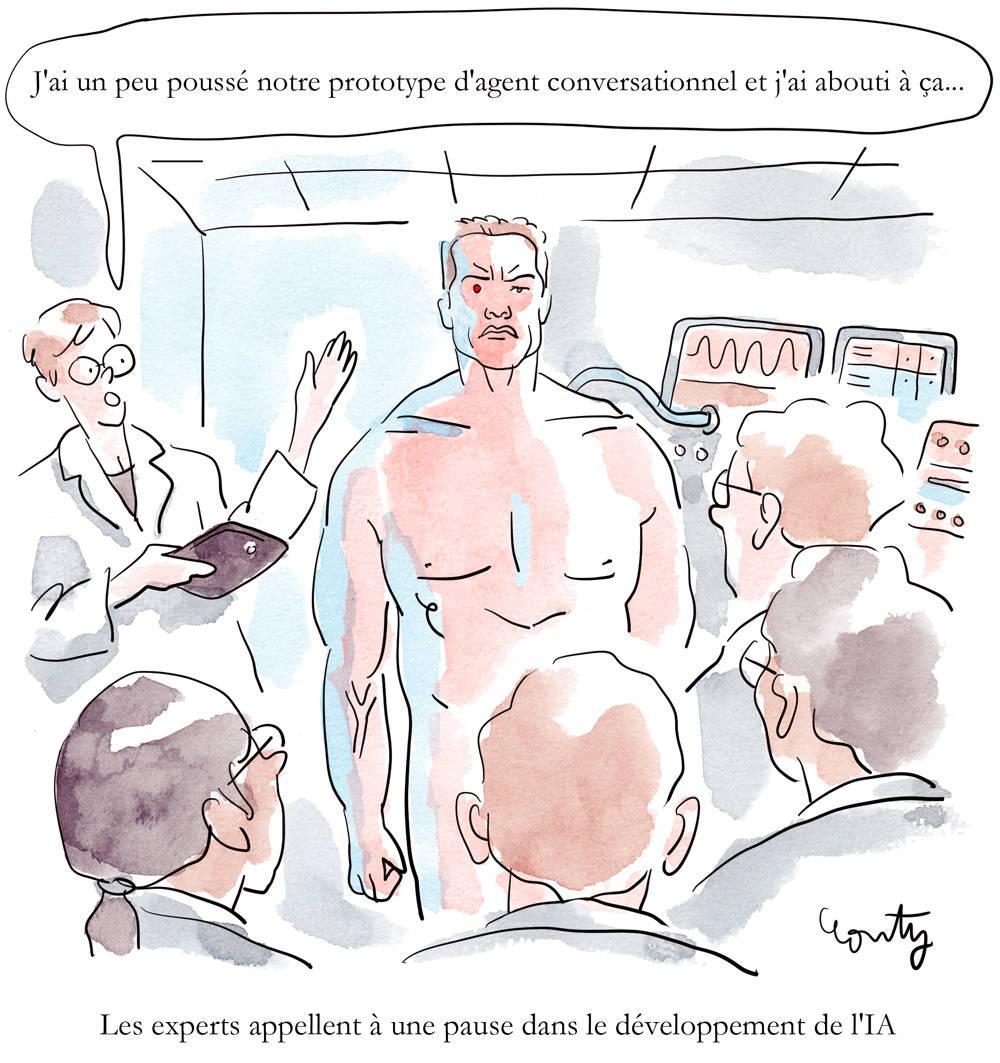 J'ai un peu poussé notre prototype d'agent conversationnel et j'ai abouti à ça...
Conty
Les experts appellent à une pause dans le développement de l'IA